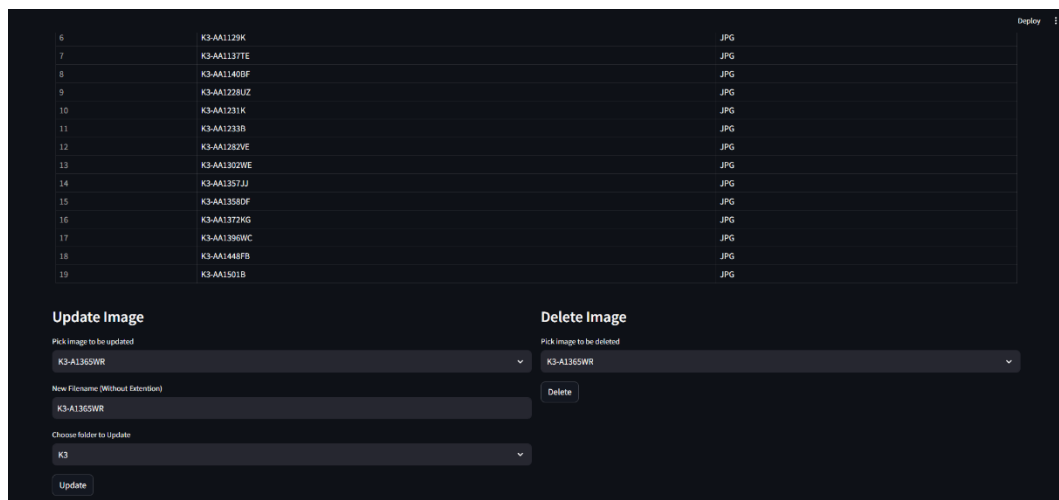 Deploy
6 K3-AA1129K JPG
7 K3-AA1137TE JPG
8 K3-AA1140BF JPG
9 K3-AA1228UZ JPG
10 K3-AA1231K JPG
11 K3-AA1233B JPG
12 K3-AA1282VE JPG
13 K3-AA1302WE JPG
14 K3-AA1357JJ JPG
15 K3-AA1358DF JPG
16 K3-AA1372KG JPG
17 K3-AA1396WC JPG
18 K3-AA1448FB JPG
19 K3-AA1501B JPG
Update Image
Pick image to be updated
K3-A1365WR
New Filename (Without Extention)
K3-A1365WR
Choose folder to Update
K3
Update
Delete Image
Pick image to be deleted
K3-A1365WR
Delete